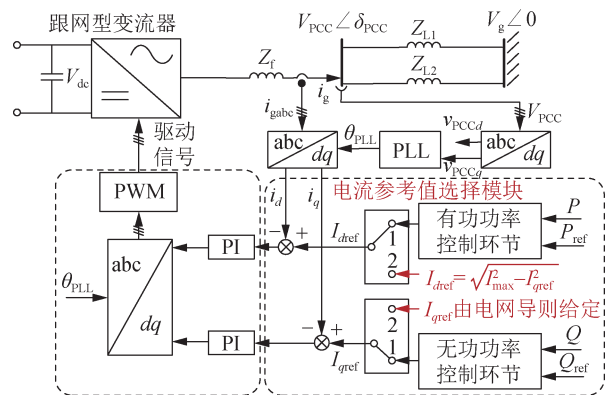 跟网型变流器
V_PCC∠δ_PCC
V_g∠0
Z_L1
Z_f
V_dc
Z_L2
i_g
i_gabc
V_PCC
驱动
信号
abc
dq
θ_PLL
PLL
v_PCCd
v_PCCq
abc
dq
PWM
i_d
i_q
电流参考值选择模块
有功功率
控制环节
P
P_ref
abc
dq
PI
−
+
I_dref
1
2
I_dref=√(I²_max−I²_qref)
θ_PLL
I_qref由电网导则给定
PI
−
+
I_qref
2
1
无功功率
控制环节
Q
Q_ref